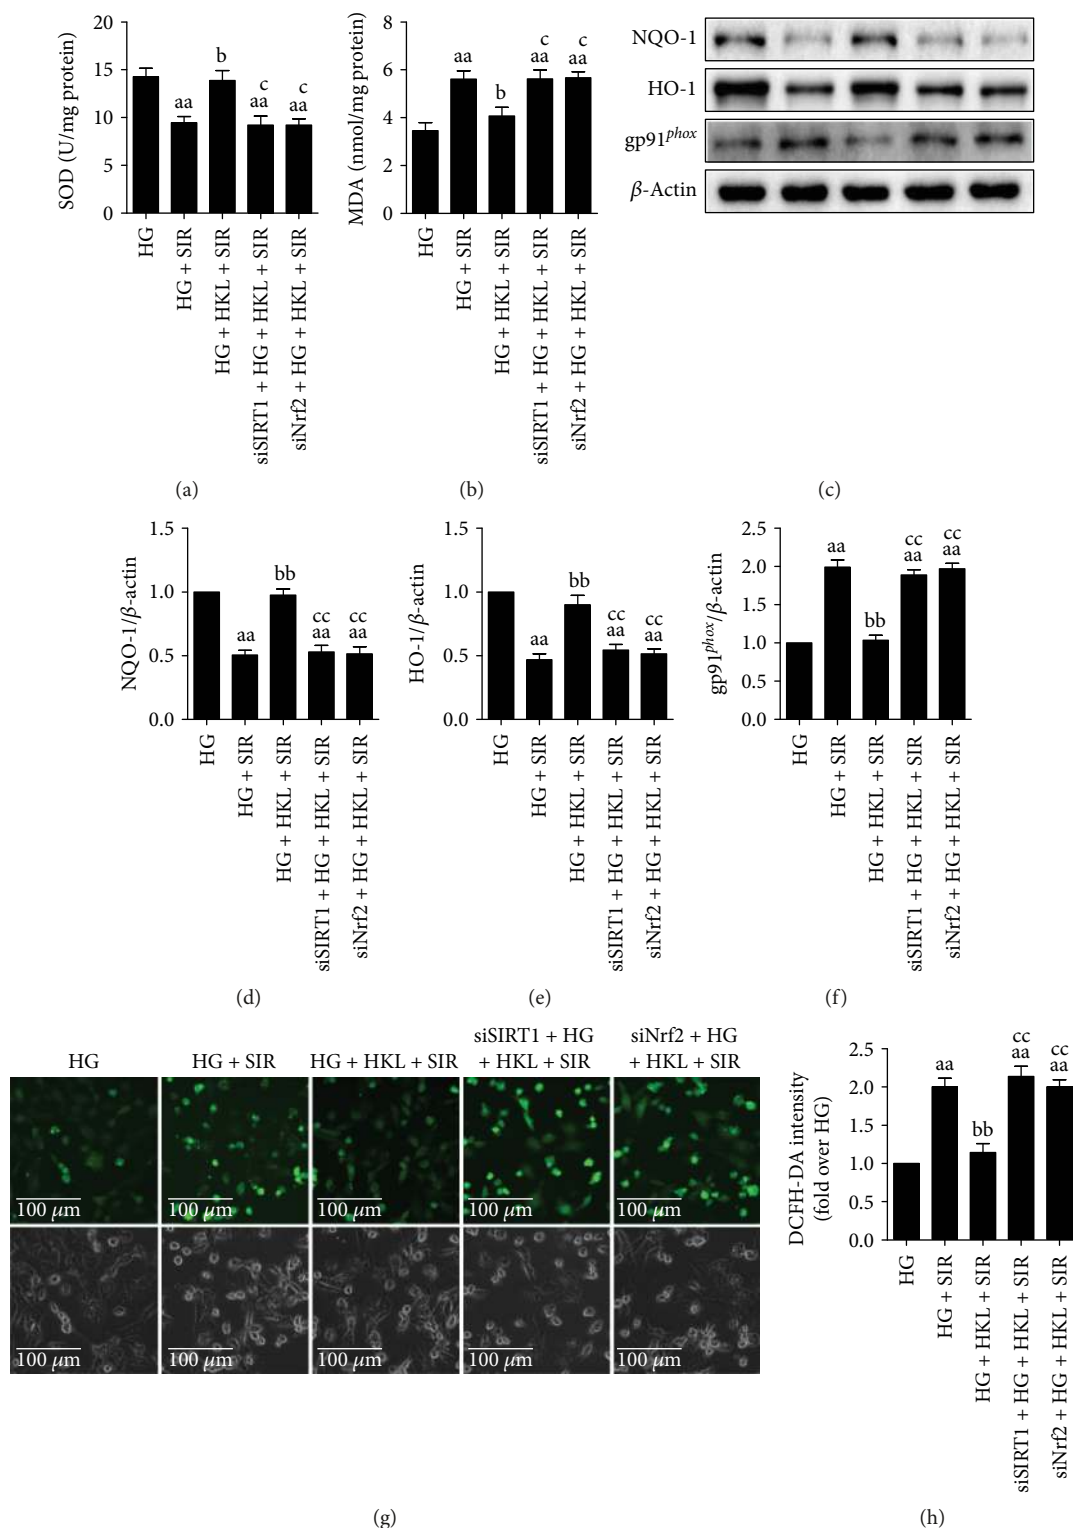 20
15
10
5
0
SOD (U/mg protein)
aa
b
c
aa
c
aa
HG
HG + SIR
HG + HKL + SIR
siSIRT1 + HG + HKL + SIR
siNrf2 + HG + HKL + SIR
(a)
8
6
4
2
0
MDA (nmol/mg protein)
aa
b
c
aa
c
aa
HG
HG + SIR
HG + HKL + SIR
siSIRT1 + HG + HKL + SIR
siNrf2 + HG + HKL + SIR
(b)
NQO-1
HO-1
gp91phox
β-Actin
(c)
1.5
1.0
0.5
0.0
NQO-1/β-actin
aa
bb
cc
aa
cc
aa
HG
HG + SIR
HG + HKL + SIR
siSIRT1 + HG + HKL + SIR
siNrf2 + HG + HKL + SIR
(d)
1.5
1.0
0.5
0.0
HO-1/β-actin
aa
bb
cc
aa
cc
aa
HG
HG + SIR
HG + HKL + SIR
siSIRT1 + HG + HKL + SIR
siNrf2 + HG + HKL + SIR
(e)
2.5
2.0
1.5
1.0
0.5
0.0
gp91phox/β-actin
aa
bb
cc
aa
cc
aa
HG
HG + SIR
HG + HKL + SIR
siSIRT1 + HG + HKL + SIR
siNrf2 + HG + HKL + SIR
(f)
HG
HG + SIR
HG + HKL + SIR
siSIRT1 + HG
+ HKL + SIR
siNrf2 + HG
+ HKL + SIR
100 μm
100 μm
100 μm
100 μm
100 μm
100 μm
100 μm
100 μm
100 μm
100 μm
(g)
2.5
2.0
1.5
1.0
0.5
0.0
DCFH-DA intensity
(fold over HG)
aa
bb
cc
aa
cc
aa
HG
HG + SIR
HG + HKL + SIR
siSIRT1 + HG + HKL + SIR
siNrf2 + HG + HKL + SIR
(h)